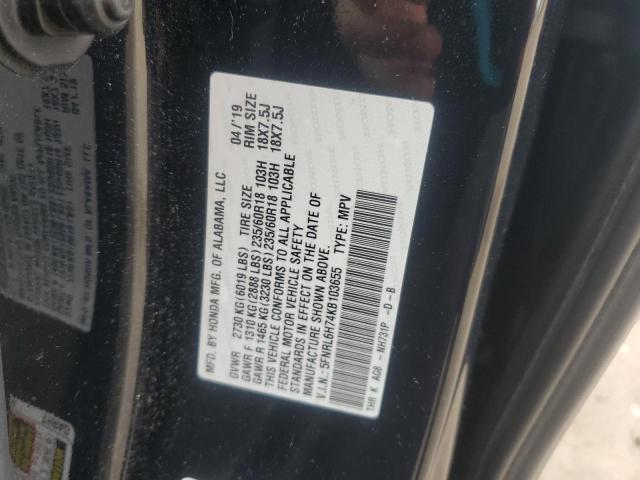 MFD. BY HONDA MFG. OF ALABAMA, LLC 04/'19
GVWR 2730 KG(6019 LBS) TIRE SIZE RIM SIZE
GAWR F 1310 KG(2888 LBS) 235/60R18 103H 18X7.5J
GAWR R 1465 KG(3230 LBS) 235/60R18 103H 18X7.5J
THIS VEHICLE CONFORMS TO ALL APPLICABLE
FEDERAL MOTOR VEHICLE SAFETY
STANDARDS IN EFFECT ON THE DATE OF
MANUFACTURE SHOWN ABOVE.
V.I.N.: 5FNRL6H74KB103655 TYPE: MPV
THR K AC8 -NH731P -D-B